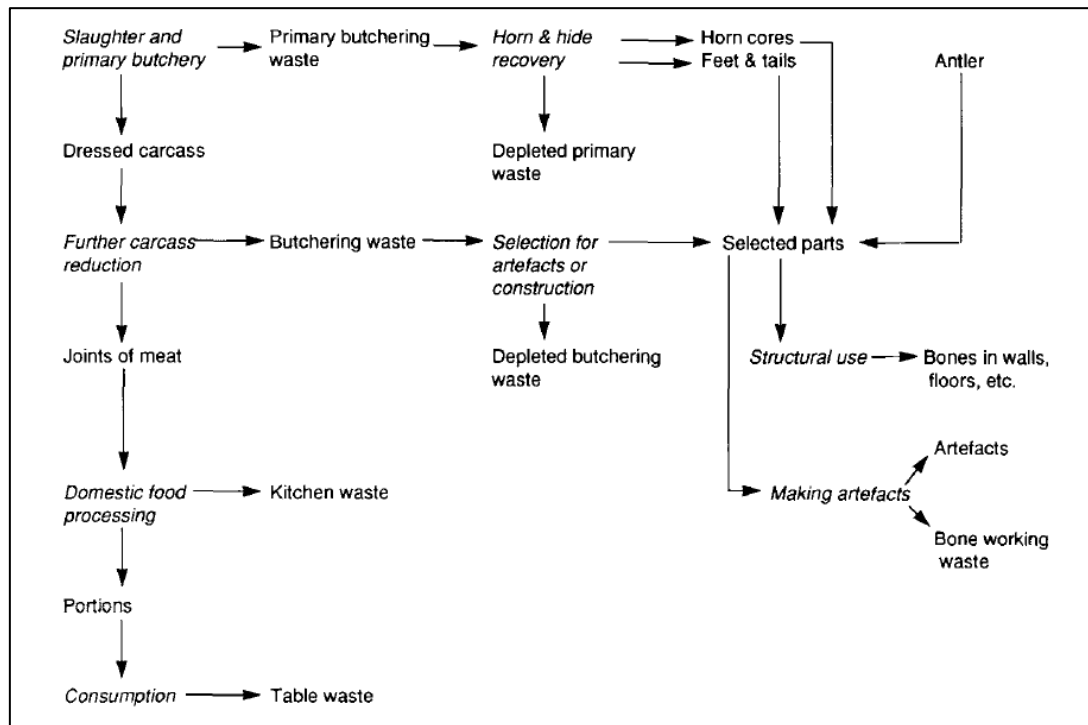 Slaughter and
primary butchery
Primary butchering
waste
Horn & hide
recovery
Horn cores
Feet & tails
Antler
Dressed carcass
Depleted primary
waste
Further carcass
reduction
Butchering waste
Selection for
artefacts or
construction
Selected parts
Joints of meat
Depleted butchering
waste
Structural use
Bones in walls,
floors, etc.
Domestic food
processing
Kitchen waste
Making artefacts
Artefacts
Bone working
waste
Portions
Consumption
Table waste